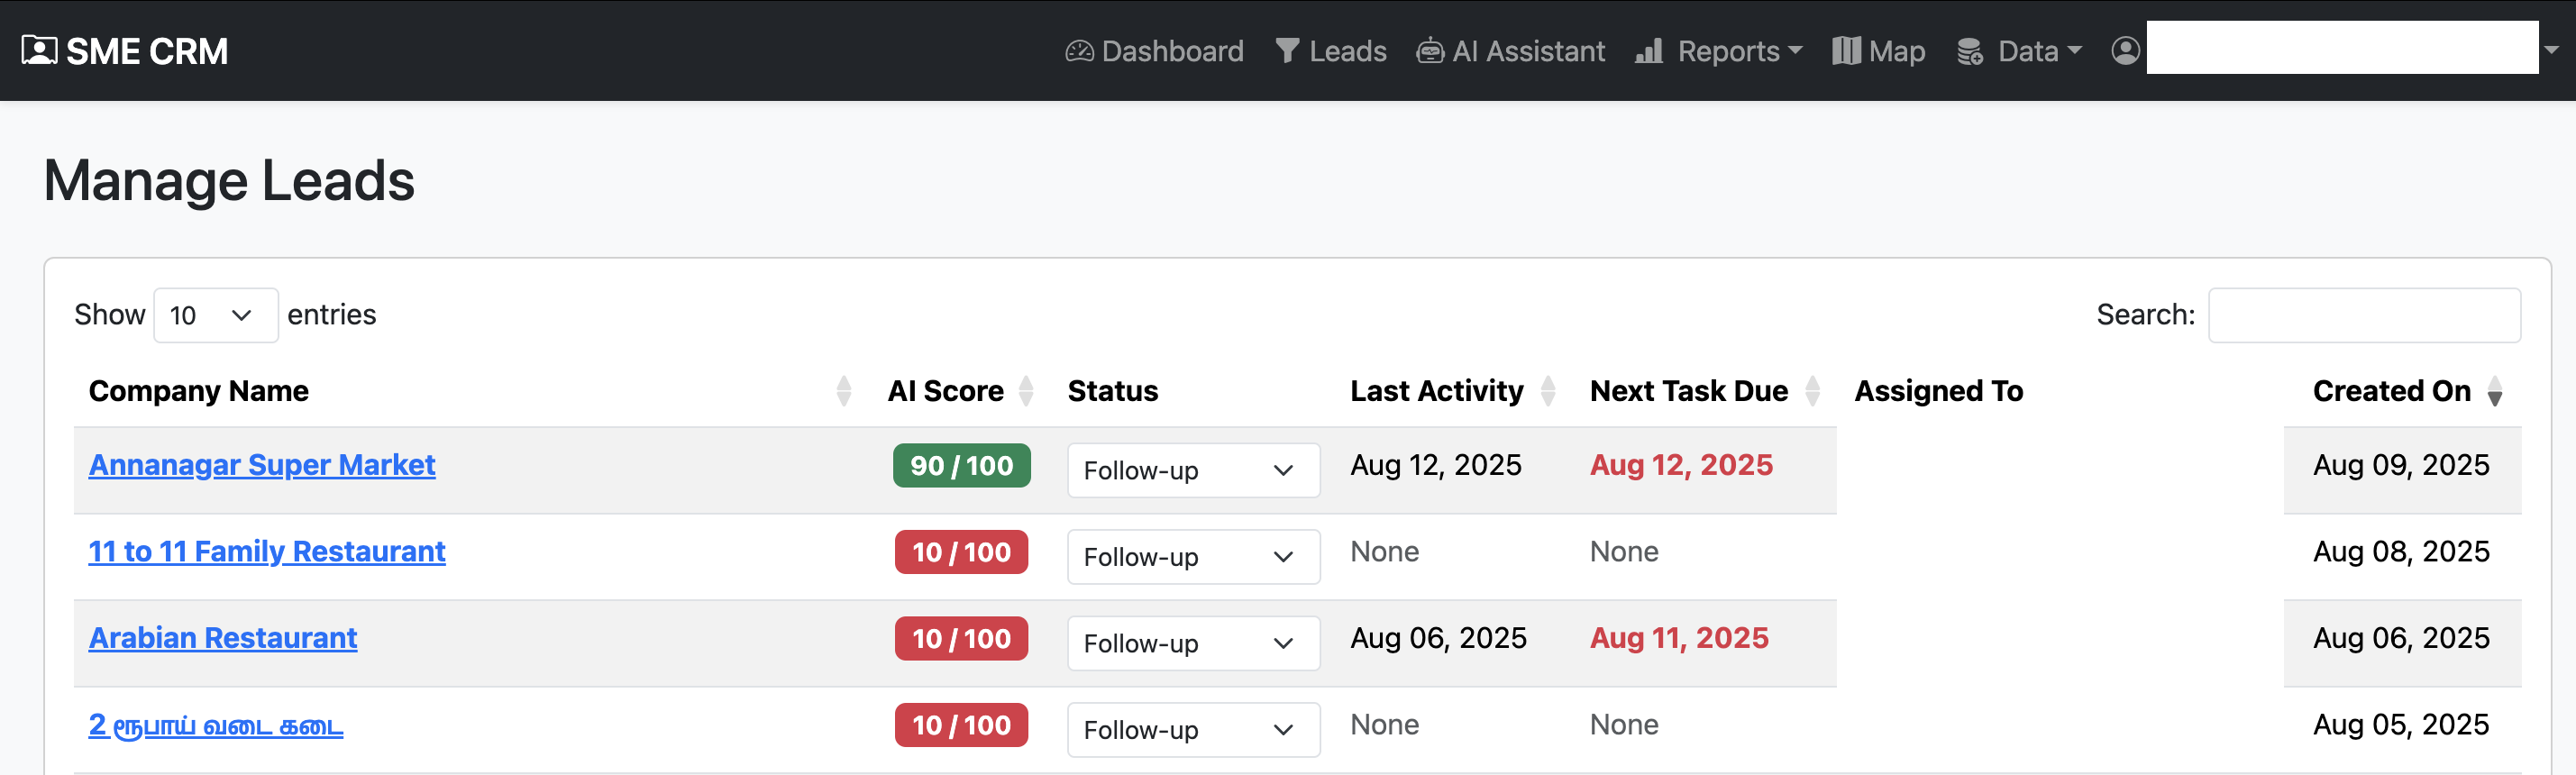 SME CRM Dashboard Leads AI Assistant Reports Map Data
Manage Leads
Show 10 entries Search:
Company Name AI Score Status Last Activity Next Task Due Assigned To Created On
Annanagar Super Market 90 / 100 Follow-up Aug 12, 2025 Aug 12, 2025 Aug 09, 2025
11 to 11 Family Restaurant 10 / 100 Follow-up None None Aug 08, 2025
Arabian Restaurant 10 / 100 Follow-up Aug 06, 2025 Aug 11, 2025 Aug 06, 2025
2 ரூபாய் வடை கடை 10 / 100 Follow-up None None Aug 05, 2025